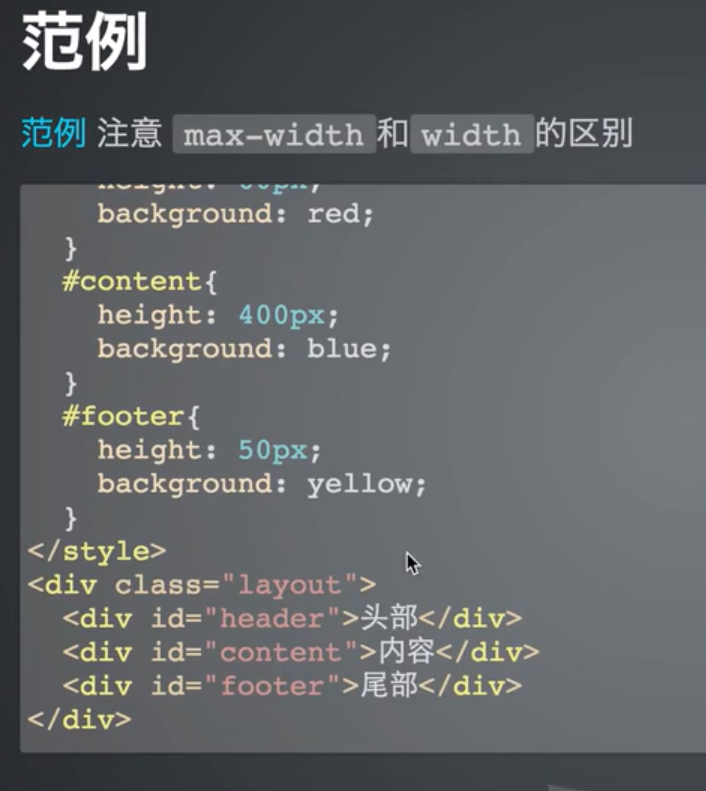 范例
范例 注意 max-width 和 width 的区别
height: 60px;
background: red;
}
#content{
height: 400px;
background: blue;
}
#footer{
height: 50px;
background: yellow;
}
</style>
<div class="layout">
<div id="header">头部</div>
<div id="content">内容</div>
<div id="footer">尾部</div>
</div>